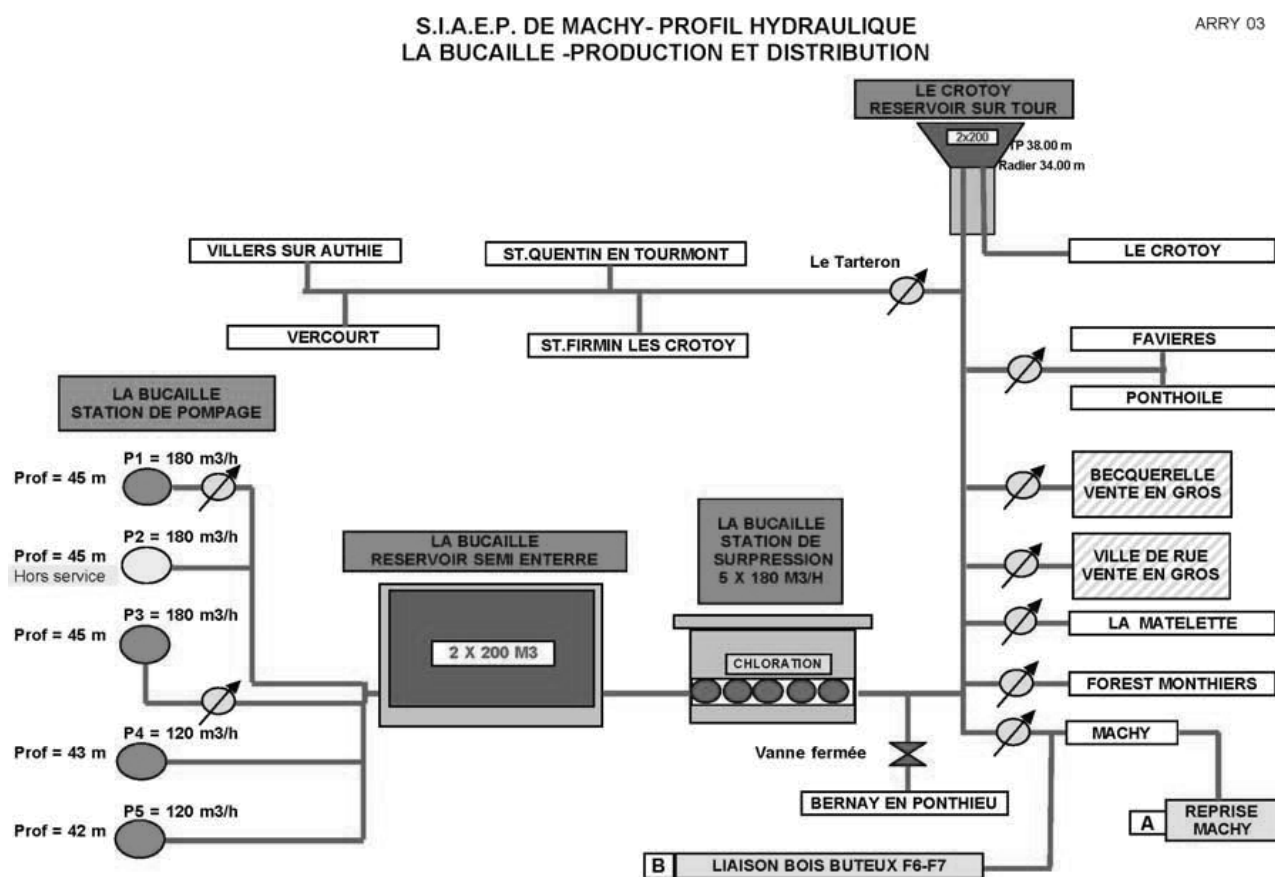 S.I.A.E.P. DE MACHY- PROFIL HYDRAULIQUE
LA BUCAILLE -PRODUCTION ET DISTRIBUTION
ARRY 03
LE CROTOY
RESERVOIR SUR TOUR
2x200
TP 38.00 m
Radier 34.00 m
VILLERS SUR AUTHIE
ST.QUENTIN EN TOURMONT
Le Tarteron
LE CROTOY
VERCOURT
ST.FIRMIN LES CROTOY
FAVIERES
PONTHOILE
LA BUCAILLE
STATION DE POMPAGE
P1 = 180 m3/h
Prof = 45 m
P2 = 180 m3/h
Prof = 45 m
Hors service
P3 = 180 m3/h
Prof = 45 m
P4 = 120 m3/h
Prof = 43 m
P5 = 120 m3/h
Prof = 42 m
LA BUCAILLE
RESERVOIR SEMI ENTERRE
2 X 200 M3
LA BUCAILLE
STATION DE
SURPRESSION
5 X 180 M3/H
CHLORATION
BECQUERELLE
VENTE EN GROS
VILLE DE RUE
VENTE EN GROS
LA MATELETTE
FOREST MONTHIERS
MACHY
Vanne fermée
BERNAY EN PONTHIEU
A
REPRISE
MACHY
B
LIAISON BOIS BUTEUX F6-F7